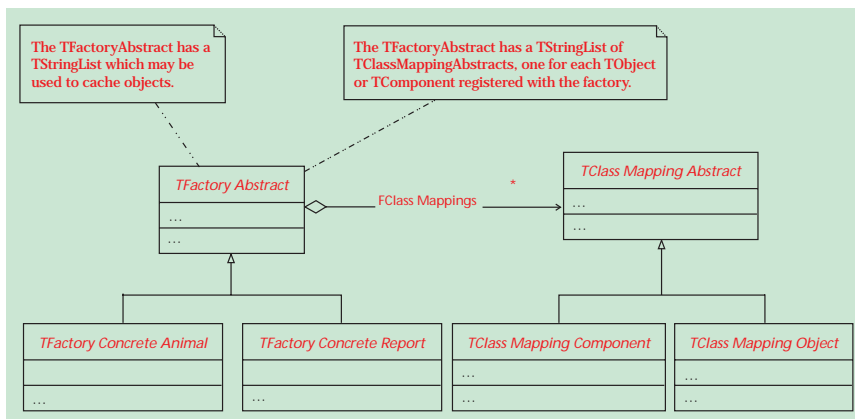 The TFactoryAbstract has a
TStringList which may be
used to cache objects.
The TFactoryAbstract has a TStringList of
TClassMappingAbstracts, one for each TObject
or TComponent registered with the factory.
TFactory Abstract
...
...
FClass Mappings
*
TClass Mapping Abstract
...
...
TFactory Concrete Animal
...
TFactory Concrete Report
...
TClass Mapping Component
...
...
TClass Mapping Object
...
...